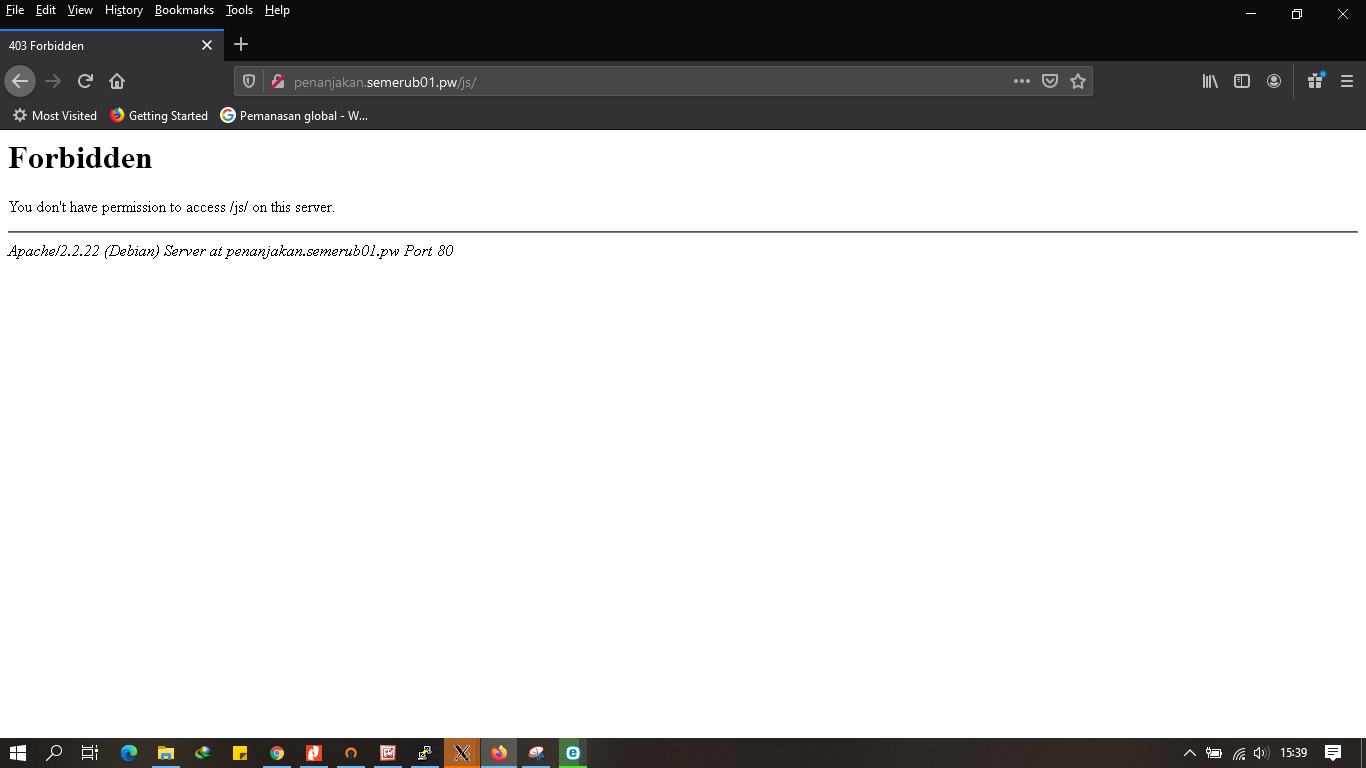 File Edit View History Bookmarks Tools Help
403 Forbidden
penanjakan.semerub01.pw/js/
Most Visited Getting Started Pemanasan global - W...
Forbidden
You don't have permission to access /js/ on this server.
Apache/2.2.22 (Debian) Server at penanjakan.semerub01.pw Port 80
15:39